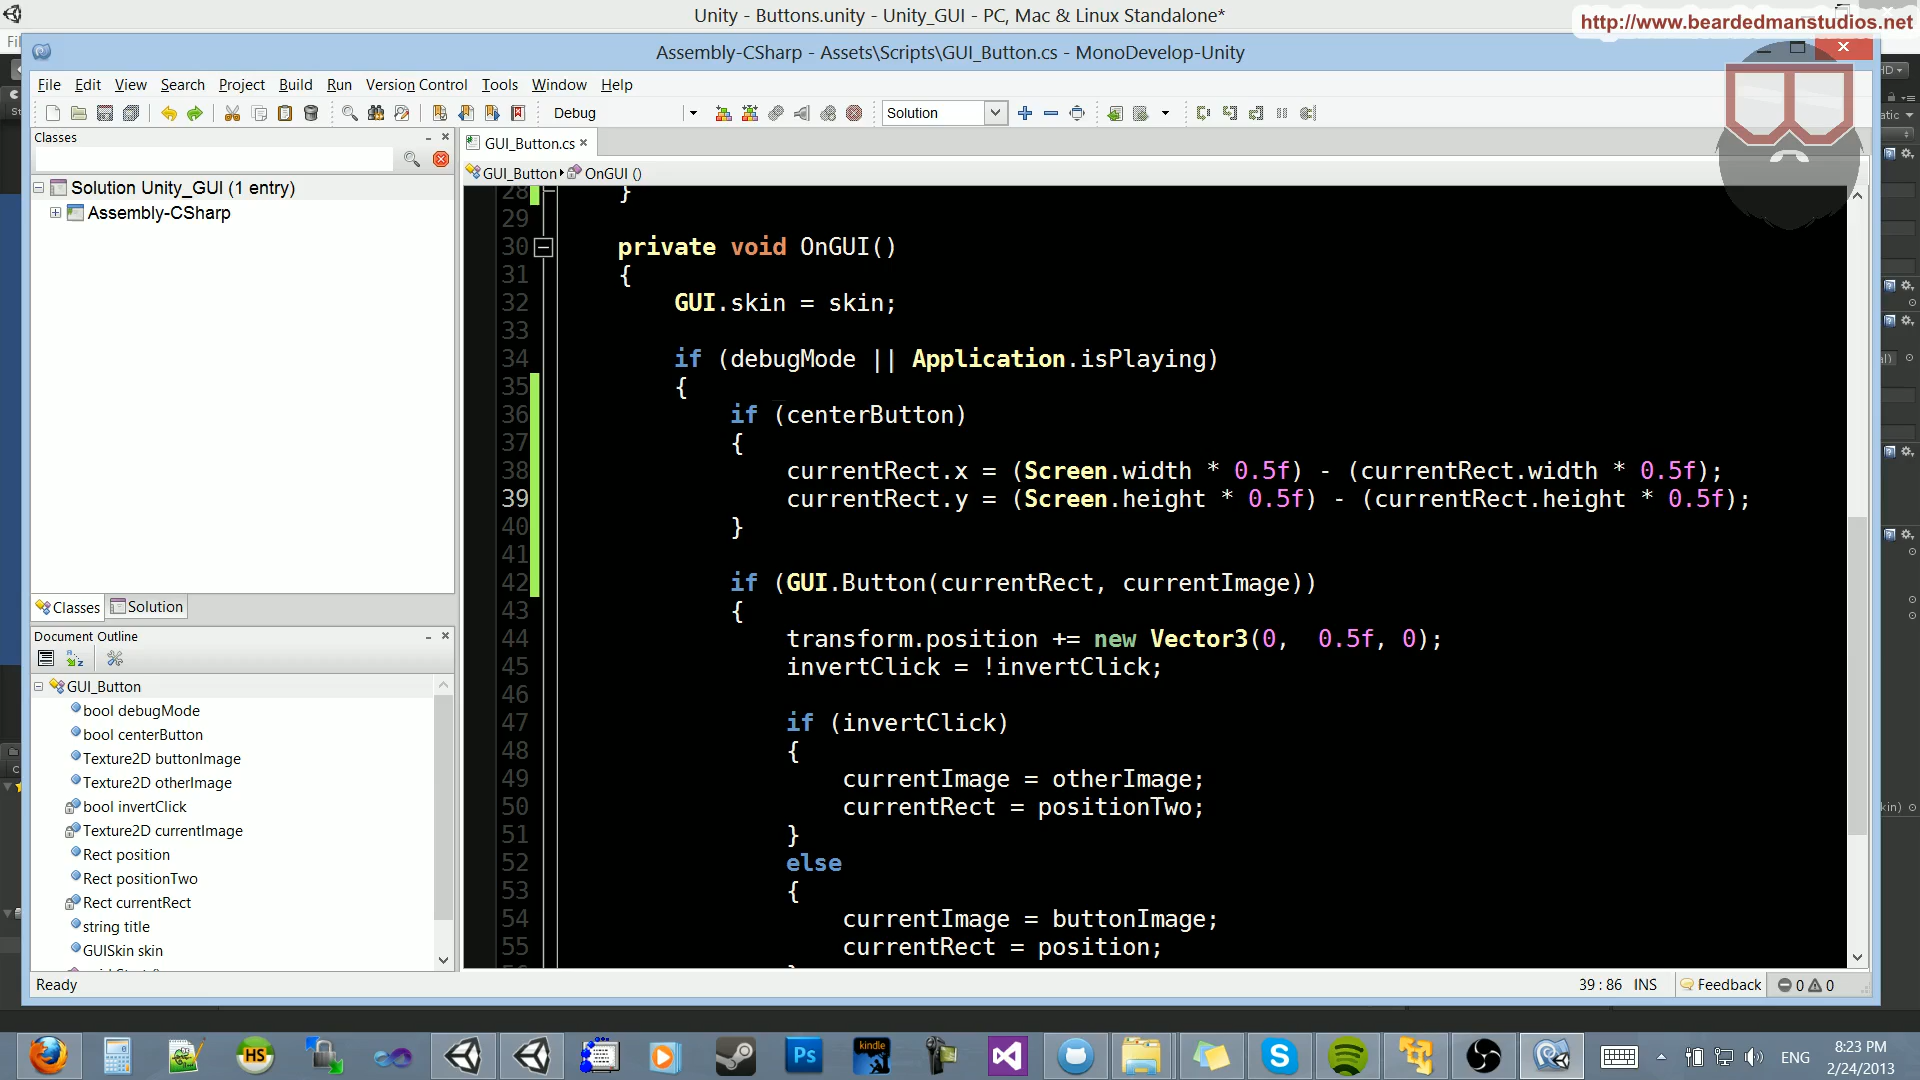 Unity - Buttons.unity - Unity_GUI - PC, Mac & Linux Standalone*
http://www.beardedmanstudios.net
Assembly-CSharp - Assets\Scripts\GUI_Button.cs - MonoDevelop-Unity
File Edit View Search Project Build Run Version Control Tools Window Help
Debug
Solution
Classes
GUI_Button.cs
GUI_Button OnGUI ()
Solution Unity_GUI (1 entry)
Assembly-CSharp
28 }
29
30 private void OnGUI()
31 {
32 GUI.skin = skin;
33
34 if (debugMode || Application.isPlaying)
35 {
36 if (centerButton)
37 {
38 currentRect.x = (Screen.width * 0.5f) - (currentRect.width * 0.5f);
39 currentRect.y = (Screen.height * 0.5f) - (currentRect.height * 0.5f);
40 }
41
42 if (GUI.Button(currentRect, currentImage))
43 {
44 transform.position += new Vector3(0,  0.5f, 0);
45 invertClick = !invertClick;
46
47 if (invertClick)
48 {
49 currentImage = otherImage;
50 currentRect = positionTwo;
51 }
52 else
53 {
54 currentImage = buttonImage;
55 currentRect = position;
Classes Solution
Document Outline
GUI_Button
bool debugMode
bool centerButton
Texture2D buttonImage
Texture2D otherImage
bool invertClick
Texture2D currentImage
Rect position
Rect positionTwo
Rect currentRect
string title
GUISkin skin
Ready
39 : 86 INS
Feedback
0 0
HS
Ps
kindle
ENG
8:23 PM
2/24/2013